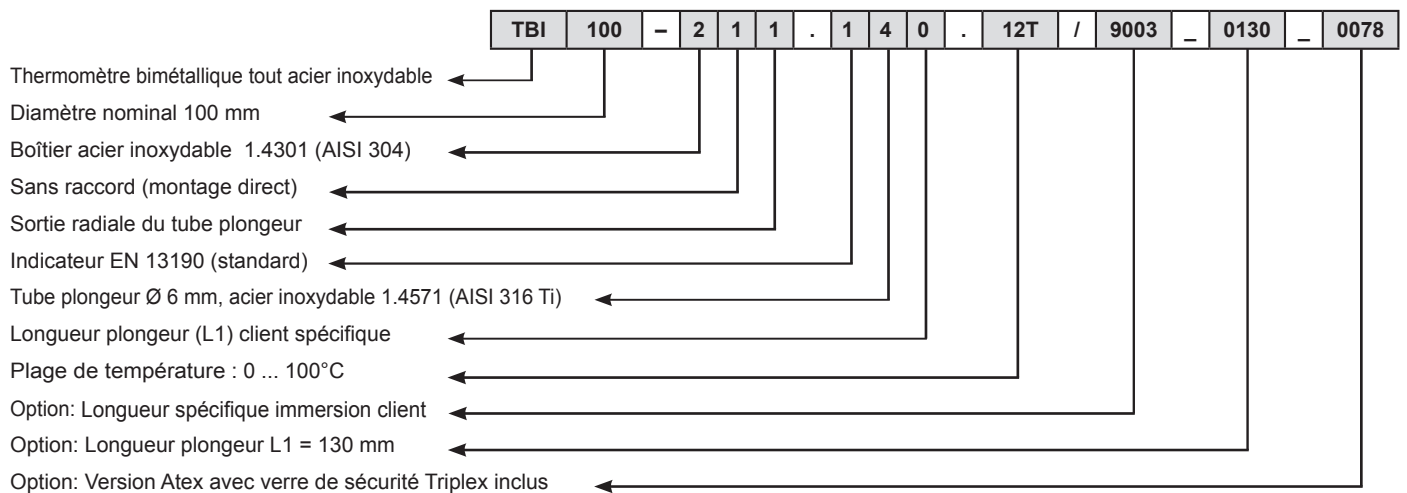 TBI 100 – 2 1 1 . 1 4 0 . 12T / 9003 _ 0130 _ 0078
Thermomètre bimétallique tout acier inoxydable
Diamètre nominal 100 mm
Boîtier acier inoxydable 1.4301 (AISI 304)
Sans raccord (montage direct)
Sortie radiale du tube plongeur
Indicateur EN 13190 (standard)
Tube plongeur Ø 6 mm, acier inoxydable 1.4571 (AISI 316 Ti)
Longueur plongeur (L1) client spécifique
Plage de température : 0 ... 100°C
Option: Longueur spécifique immersion client
Option: Longueur plongeur L1 = 130 mm
Option: Version Atex avec verre de sécurité Triplex inclus